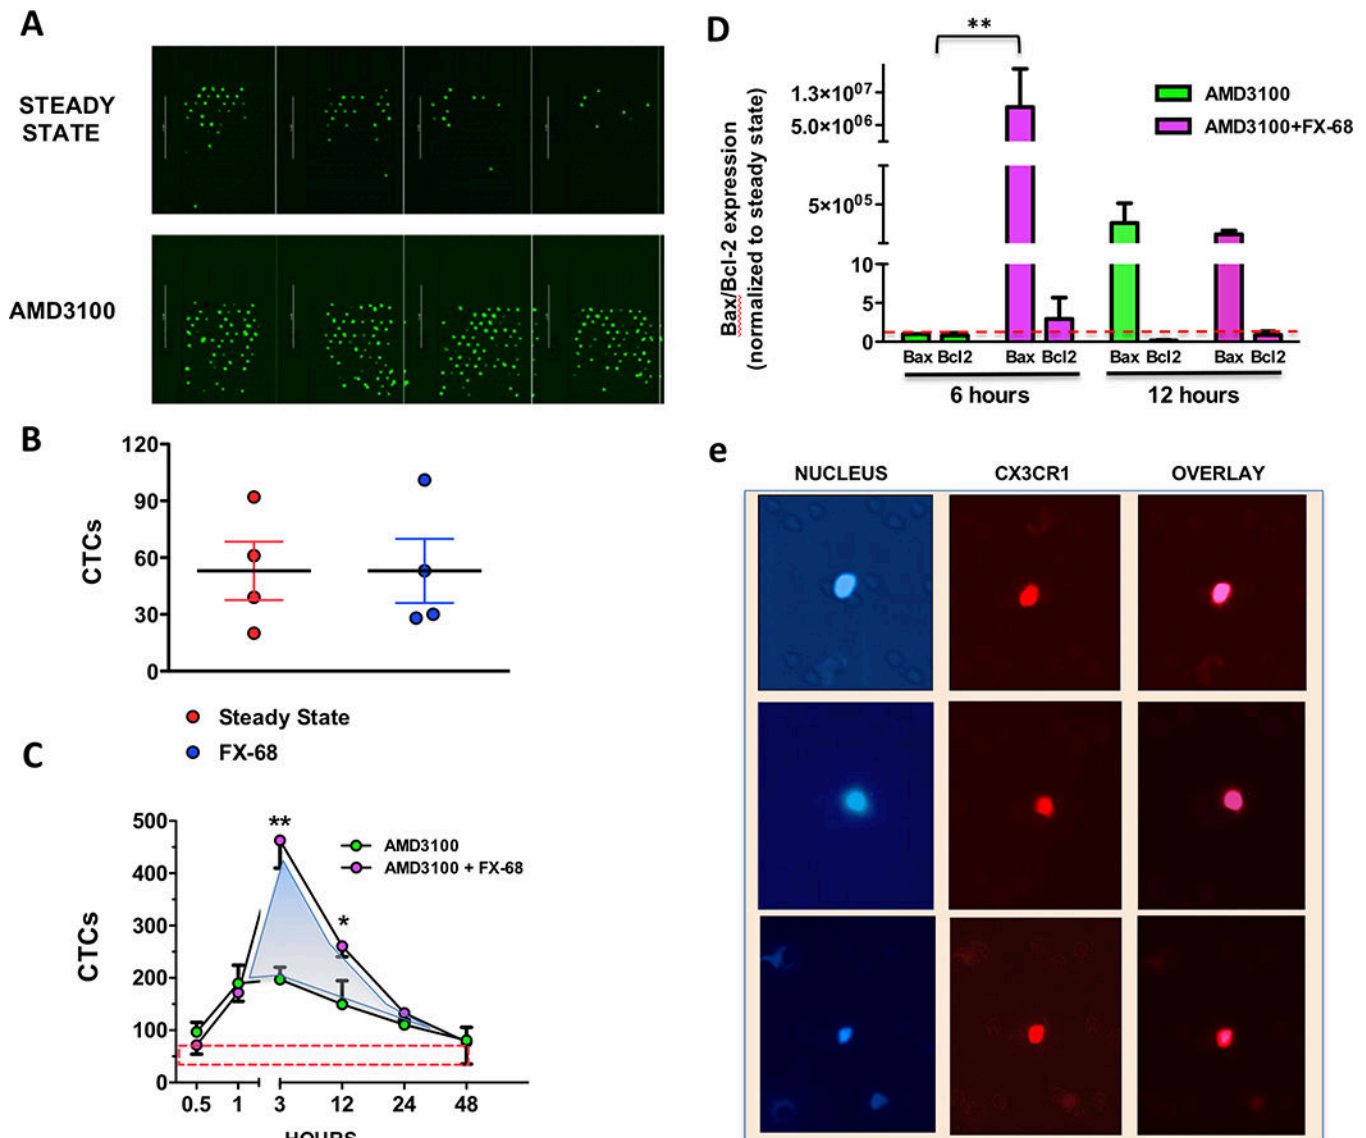 A
STEADY
STATE
AMD3100
B
120
90
60
30
0
CTCs
Steady State
FX-68
C
500
400
300
200
100
0
CTCs
**
*
AMD3100
AMD3100 + FX-68
0.5 1 3 12 24 48
HOURS
D
**
1.3×10⁰⁷
5.0×10⁰⁶
5×10⁰⁵
10
5
0
Bax/Bcl-2 expression
(normalized to steady state)
AMD3100
AMD3100+FX-68
Bax Bcl2 Bax Bcl2 Bax Bcl2 Bax Bcl2
6 hours 12 hours
e
NUCLEUS CX3CR1 OVERLAY